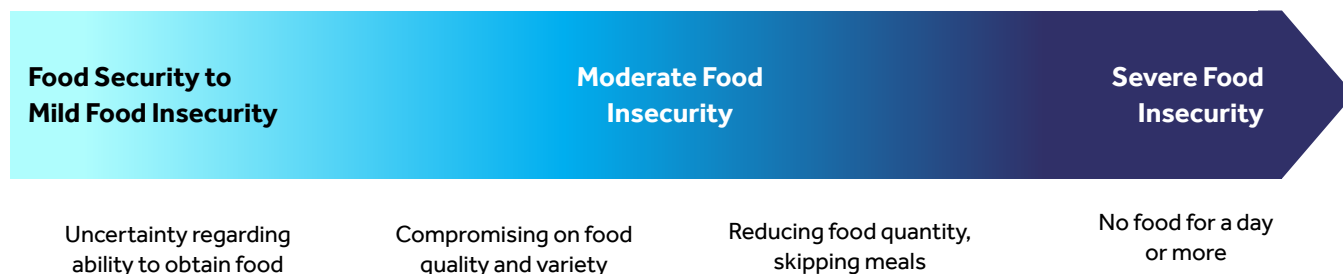 Food Security to
Mild Food Insecurity
Moderate Food
Insecurity
Severe Food
Insecurity
Uncertainty regarding
ability to obtain food
Compromising on food
quality and variety
Reducing food quantity,
skipping meals
No food for a day
or more